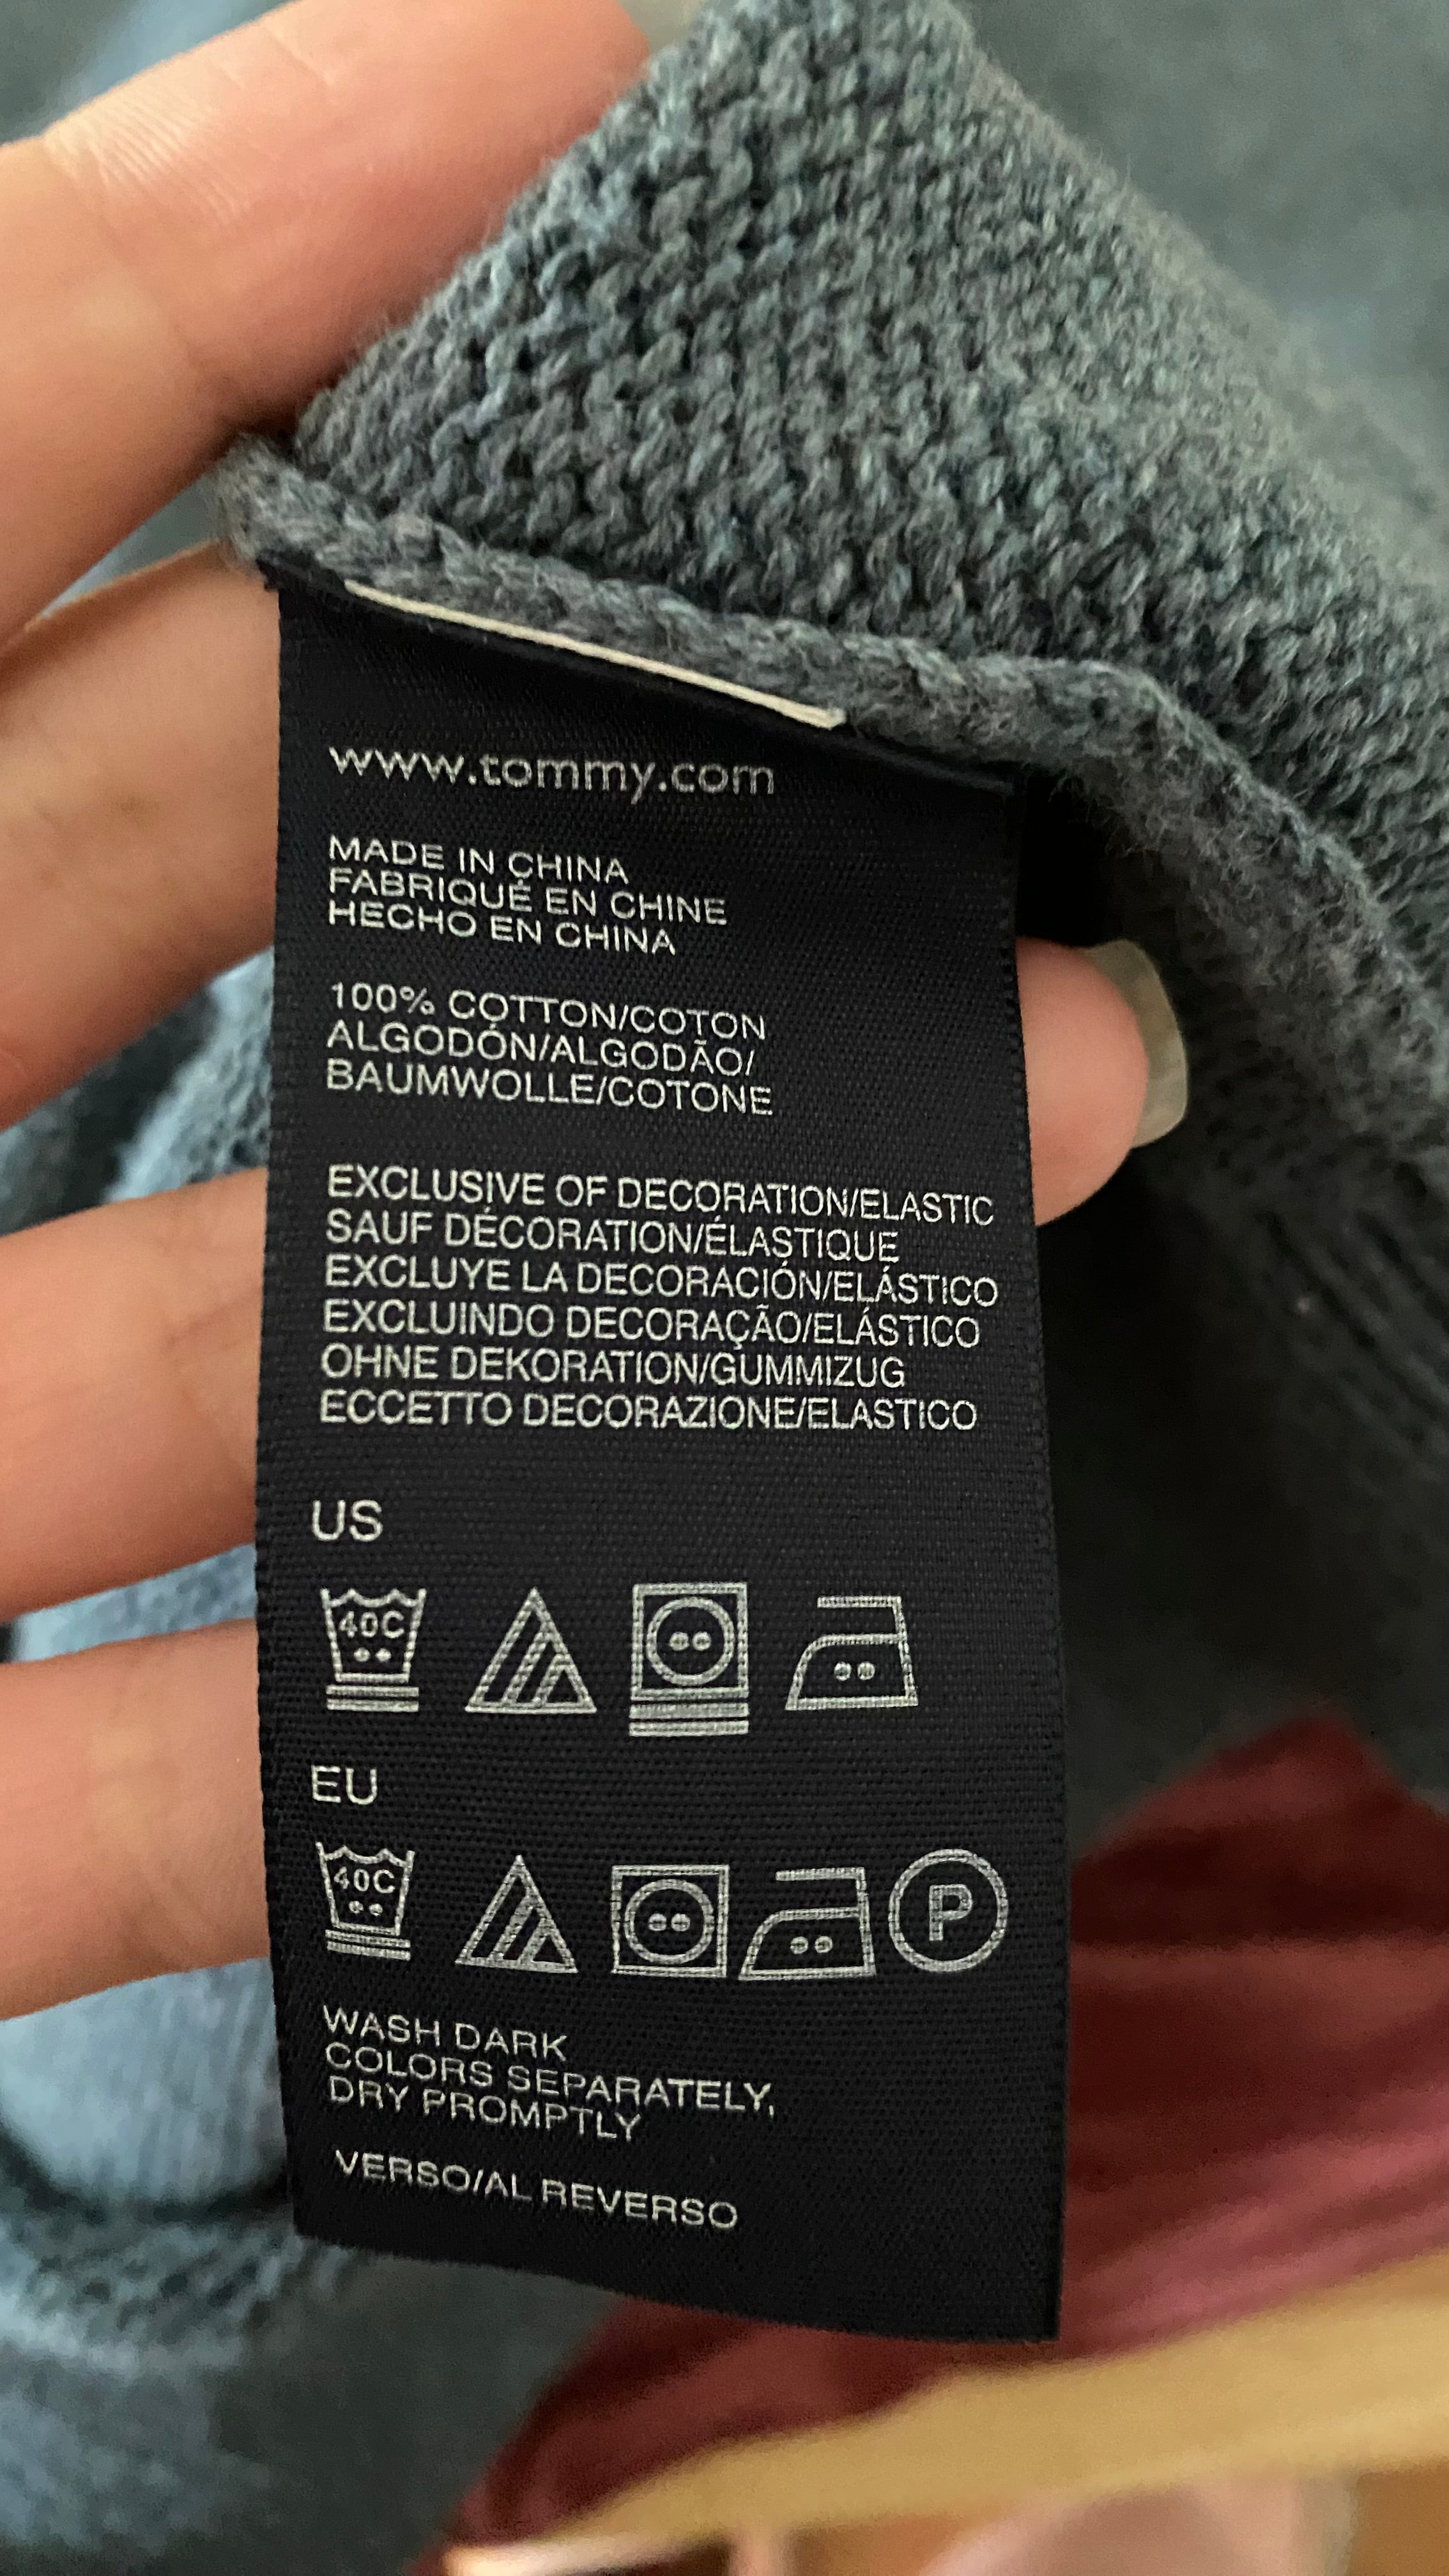 www.tommy.com
MADE IN CHINA
FABRIQUÉ EN CHINE
HECHO EN CHINA
100% COTTON/COTON
ALGODÓN/ALGODÃO/
BAUMWOLLE/COTONE
EXCLUSIVE OF DECORATION/ELASTIC
SAUF DÉCORATION/ÉLASTIQUE
EXCLUYE LA DECORACIÓN/ELÁSTICO
EXCLUINDO DECORAÇÃO/ELÁSTICO
OHNE DEKORATION/GUMMIZUG
ECCETTO DECORAZIONE/ELASTICO
US
40C
EU
40C P
WASH DARK
COLORS SEPARATELY,
DRY PROMPTLY
VERSO/AL REVERSO